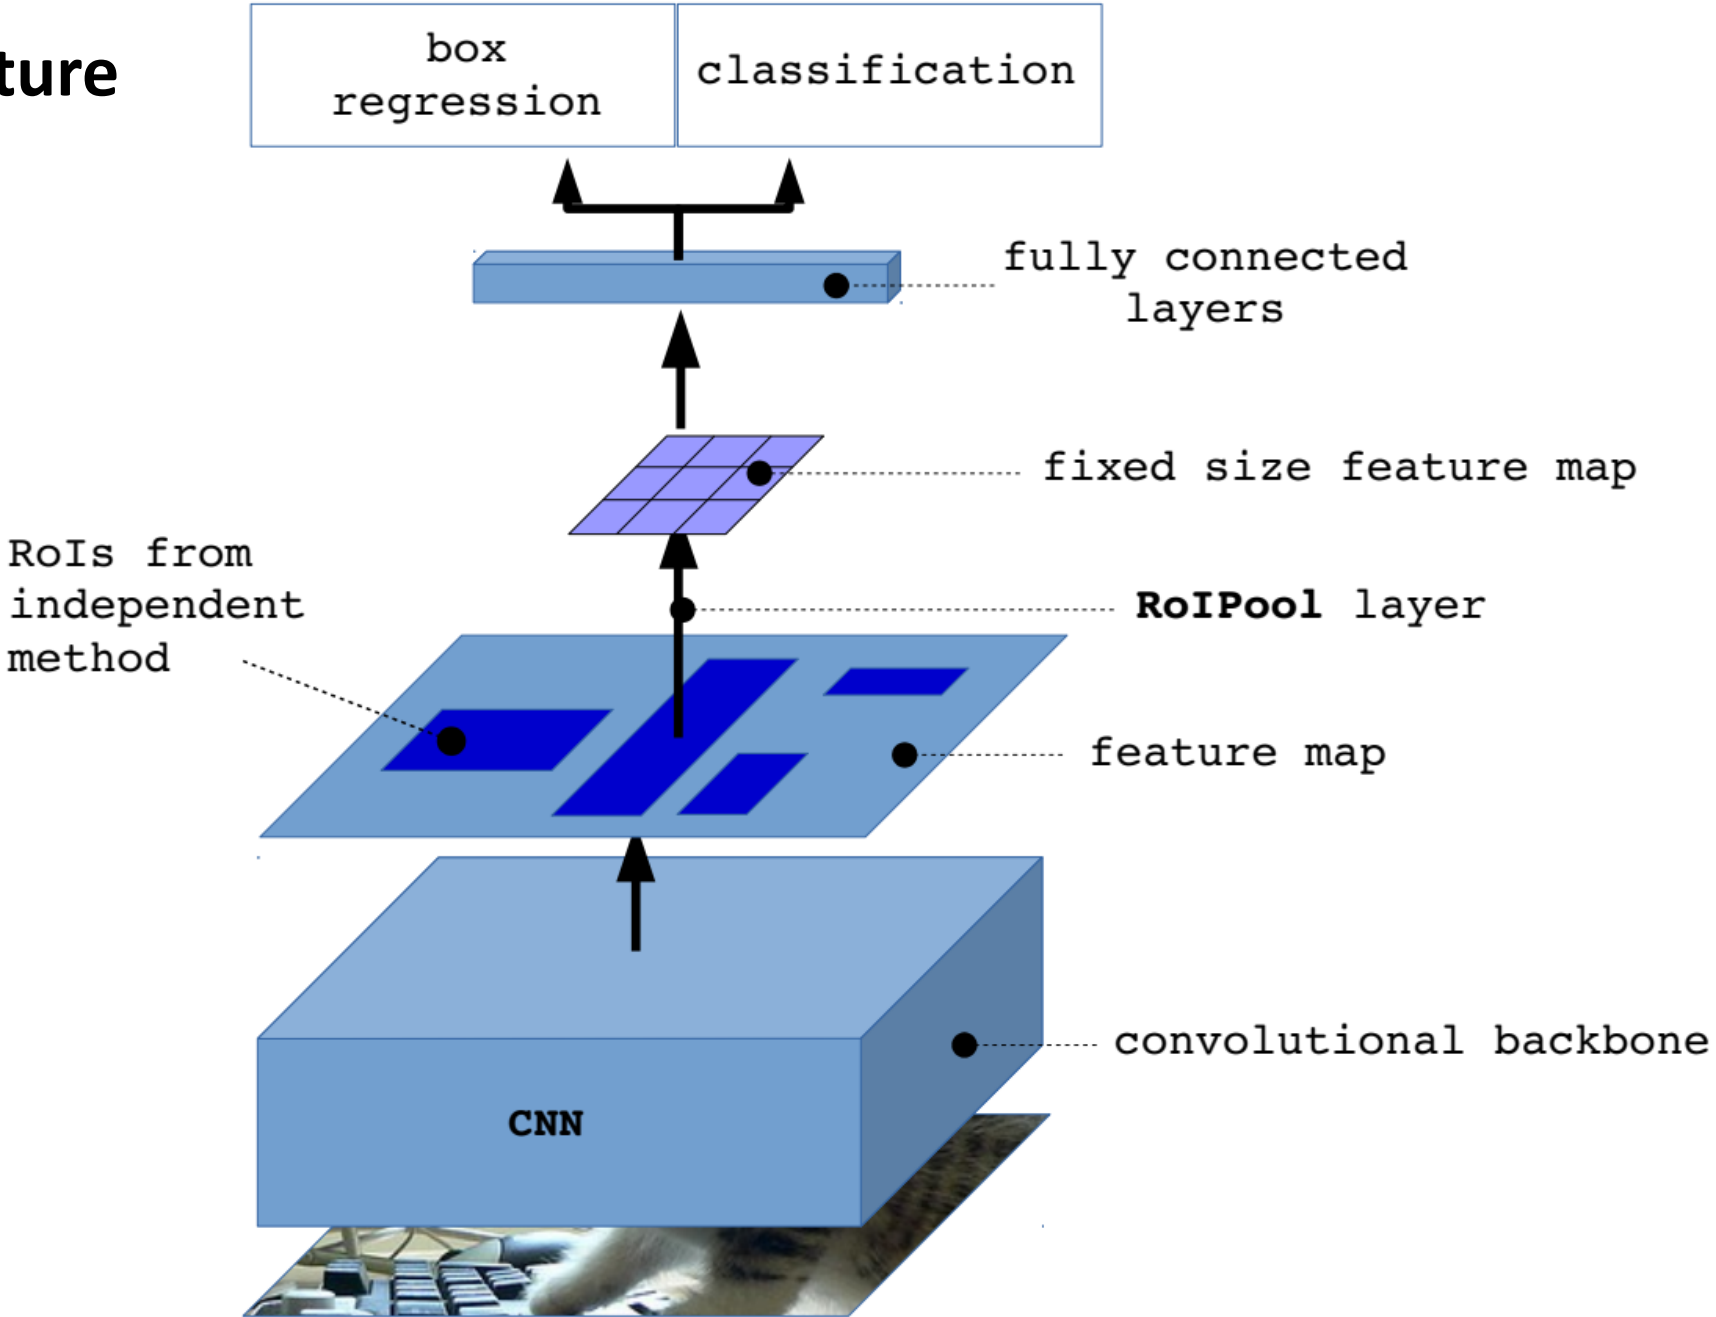 ture
box
regression
classification
fully connected
layers
fixed size feature map
RoIs from
independent
method
RoIPool layer
feature map
convolutional backbone
CNN